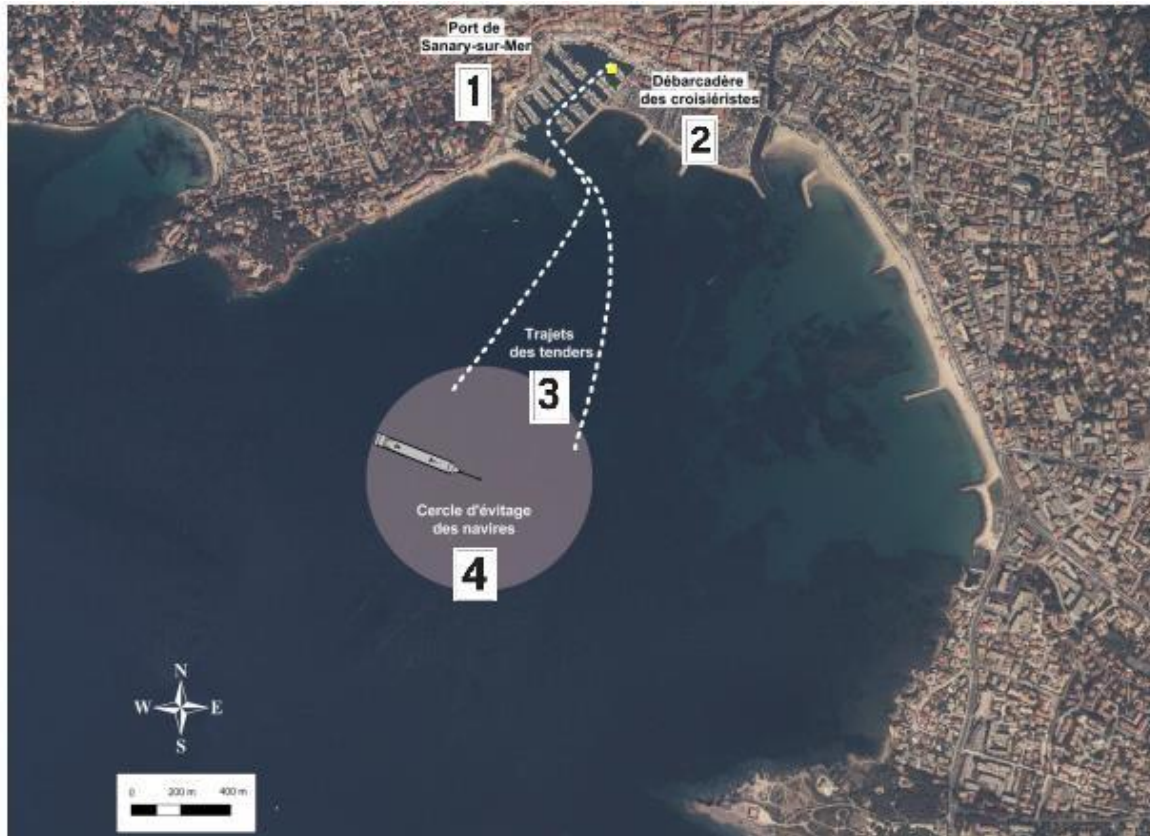 Port de
Sanary-sur-Mer
1
Débarcadère
des croisiéristes
2
Trajets
des tenders
3
Cercle d'évitage
des navires
4
N
W E
S
0 200 m 400 m